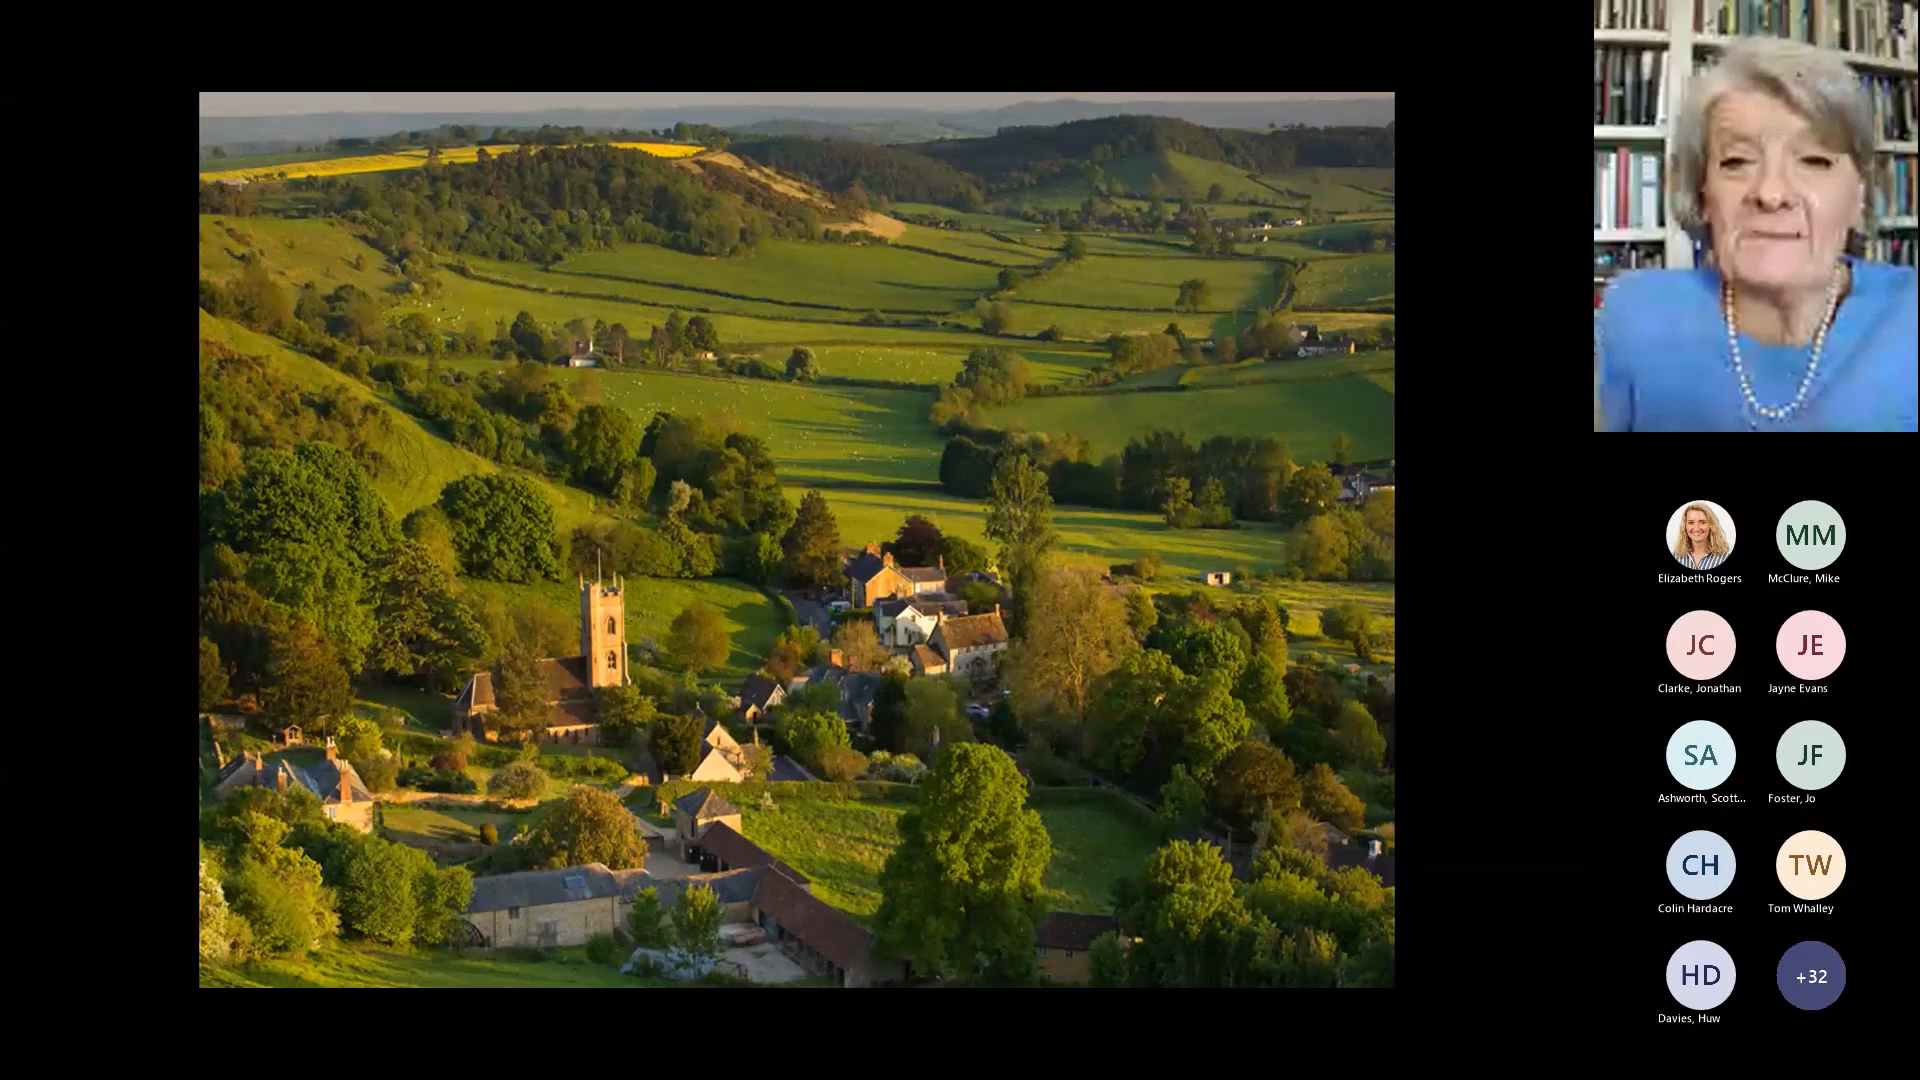 MM
Elizabeth Rogers
McClure, Mike
JC
JE
Clarke, Jonathan
Jayne Evans
SA
JF
Ashworth, Scott...
Foster, Jo
CH
TW
Colin Hardacre
Tom Whalley
HD
+32
Davies, Huw